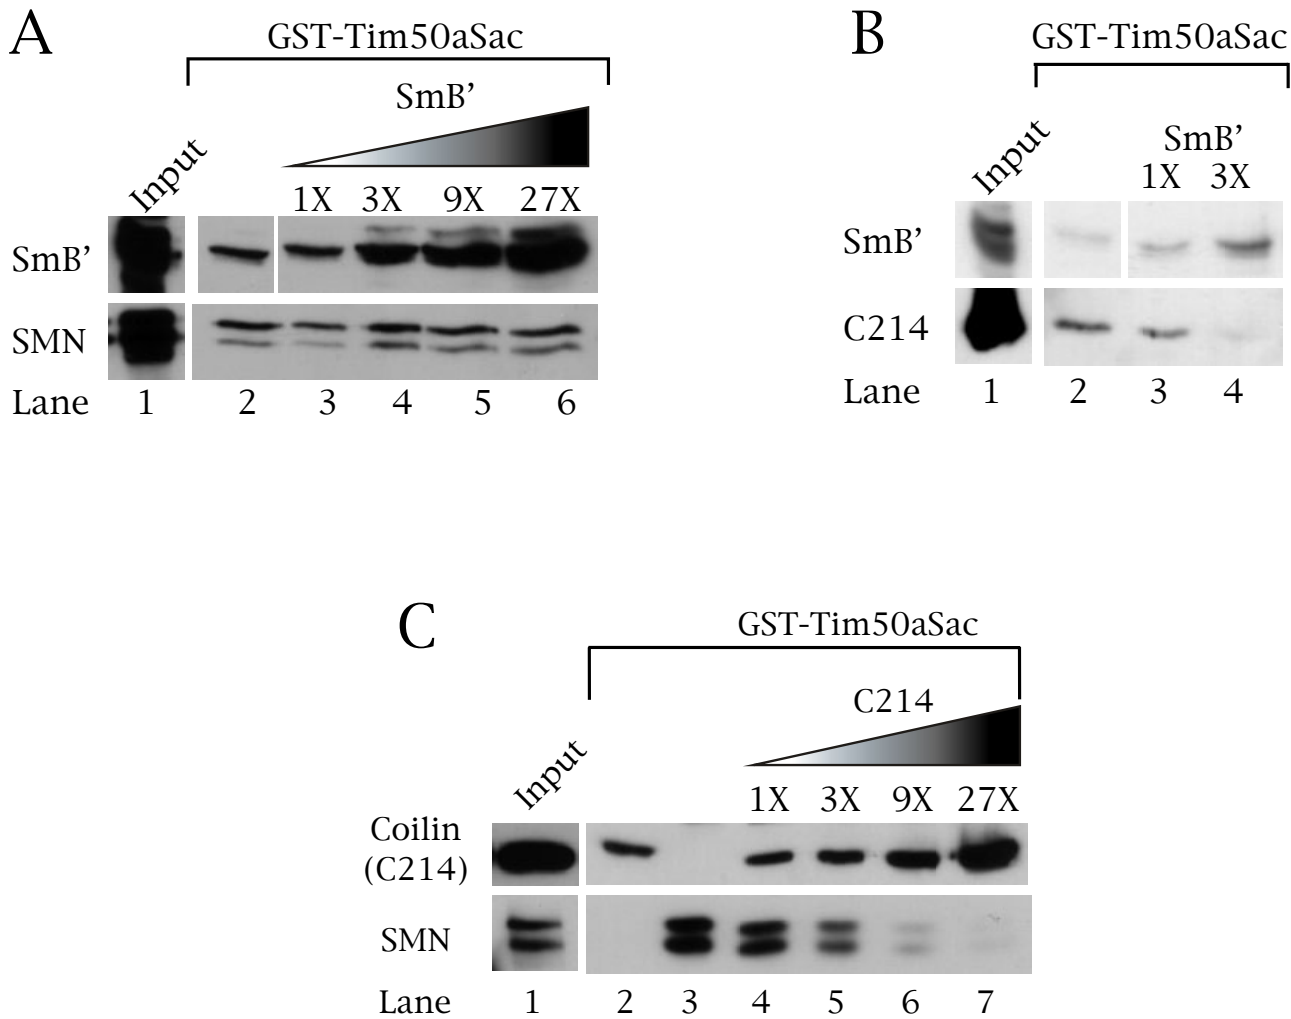 A
GST-Tim50aSac
SmB’
Input
1X 3X 9X 27X
SmB’
SMN
Lane 1 2 3 4 5 6
B
GST-Tim50aSac
Input
SmB’
1X 3X
SmB’
C214
Lane 1 2 3 4
C
GST-Tim50aSac
C214
Input
1X 3X 9X 27X
Coilin
(C214)
SMN
Lane 1 2 3 4 5 6 7